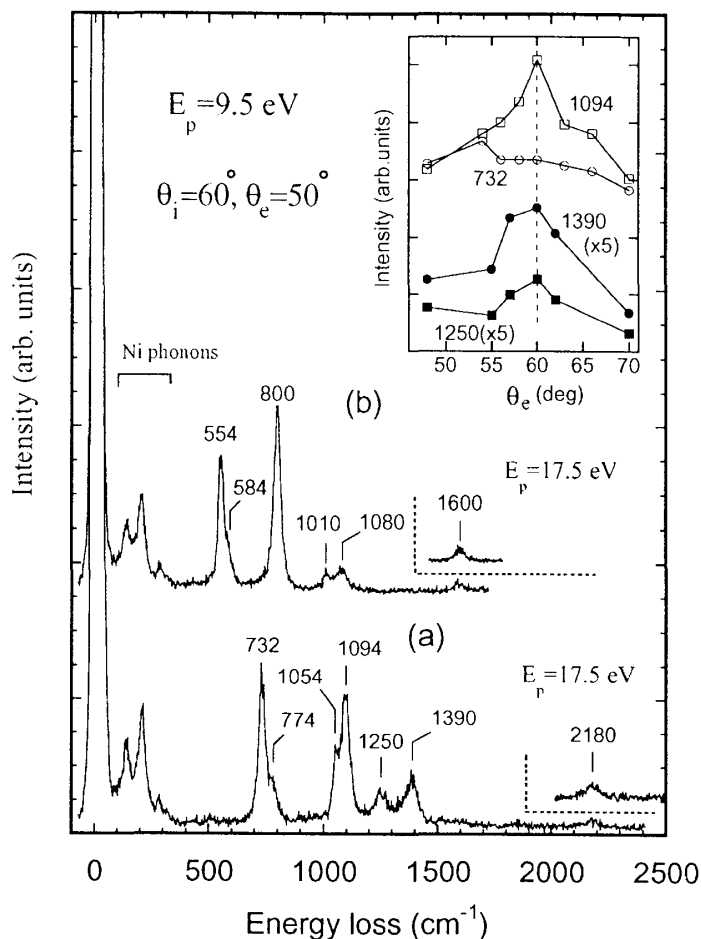 E_p=9.5 eV
θ_i=60°, θ_e=50°
Intensity (arb.units)
1094
732
1390
(x5)
1250(x5)
50 55 60 65 70
θ_e (deg)
Intensity (arb. units)
Ni phonons
800
(b)
554
584
E_p=17.5 eV
1600
1010
1080
(a)
732
1094
E_p=17.5 eV
1054
774
1250
1390
2180
0 500 1000 1500 2000 2500
Energy loss (cm⁻¹)